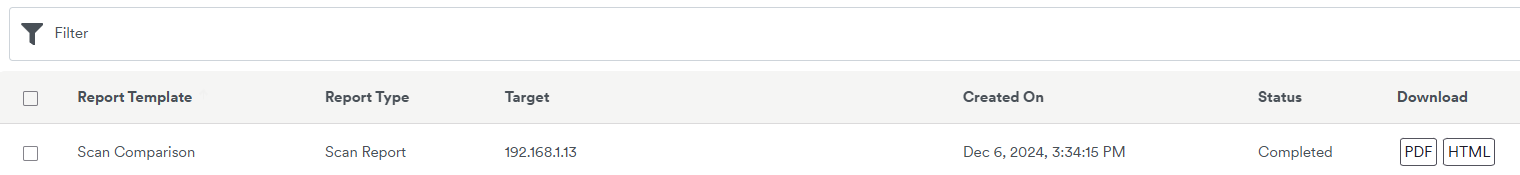 Filter
Report Template Report Type Target Created On Status Download
Scan Comparison Scan Report 192.168.1.13 Dec 6, 2024, 3:34:15 PM Completed PDF HTML